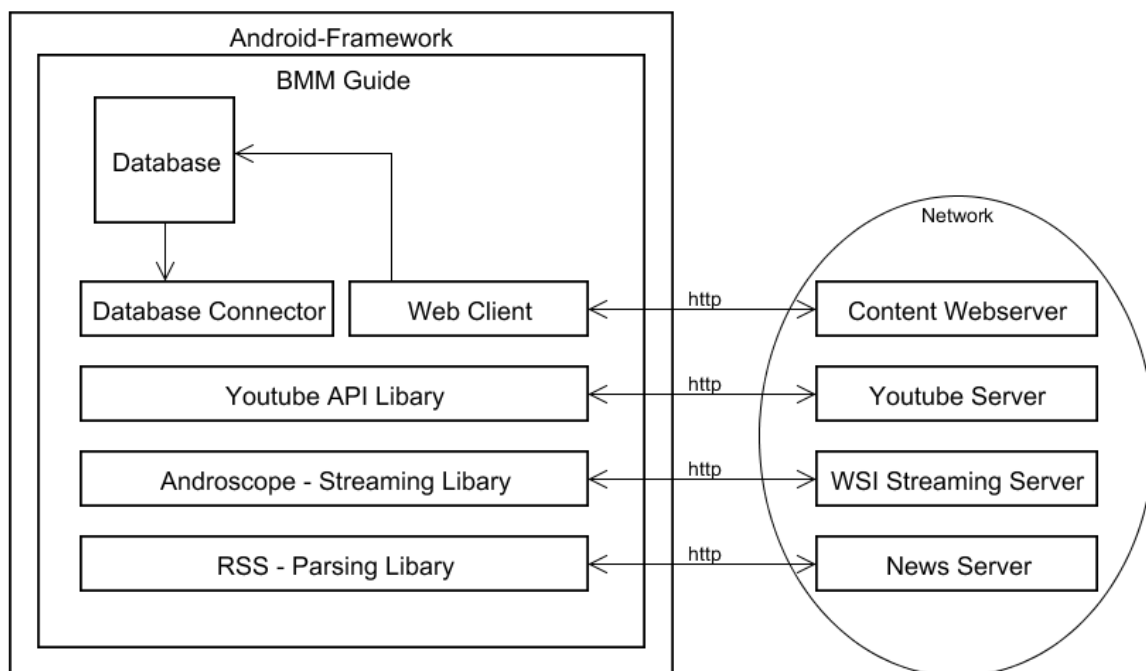 Android-Framework
BMM Guide
Database
Network
Database Connector
Web Client
http
Content Webserver
Youtube API Libary
http
Youtube Server
Androscope - Streaming Libary
http
WSI Streaming Server
RSS - Parsing Libary
http
News Server